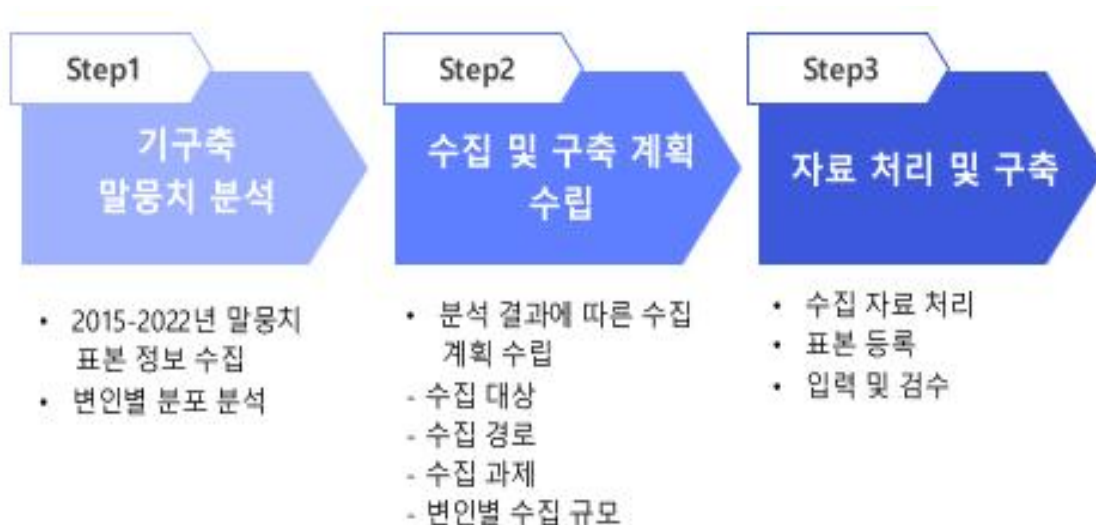 Step1
기구축
말뭉치 분석
• 2015-2022년 말뭉치
표본 정보 수집
• 변인별 분포 분석
Step2
수집 및 구축 계획
수립
• 분석 결과에 따른 수집
계획 수립
- 수집 대상
- 수집 경로
- 수집 과제
- 변인별 수집 규모
Step3
자료 처리 및 구축
• 수집 자료 처리
• 표본 등록
• 입력 및 검수